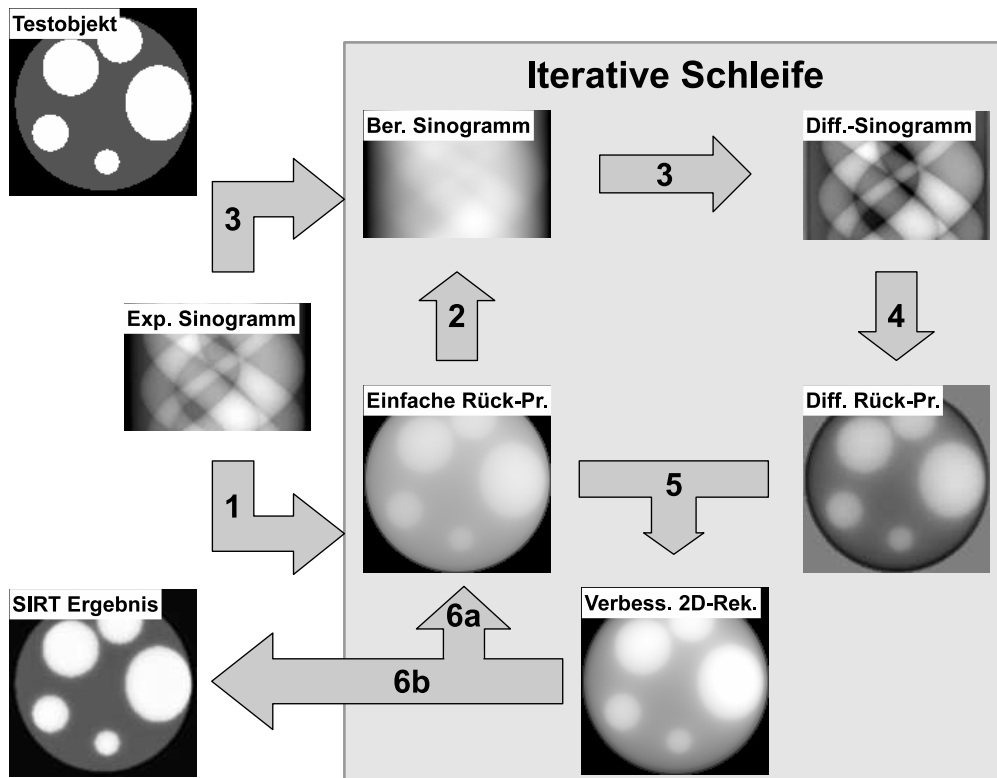 Testobjekt
Iterative Schleife
Ber. Sinogramm
Diff.-Sinogramm
3
3
Exp. Sinogramm
2
4
Einfache Rück-Pr.
Diff. Rück-Pr.
1
5
SIRT Ergebnis
6a
Verbess. 2D-Rek.
6b